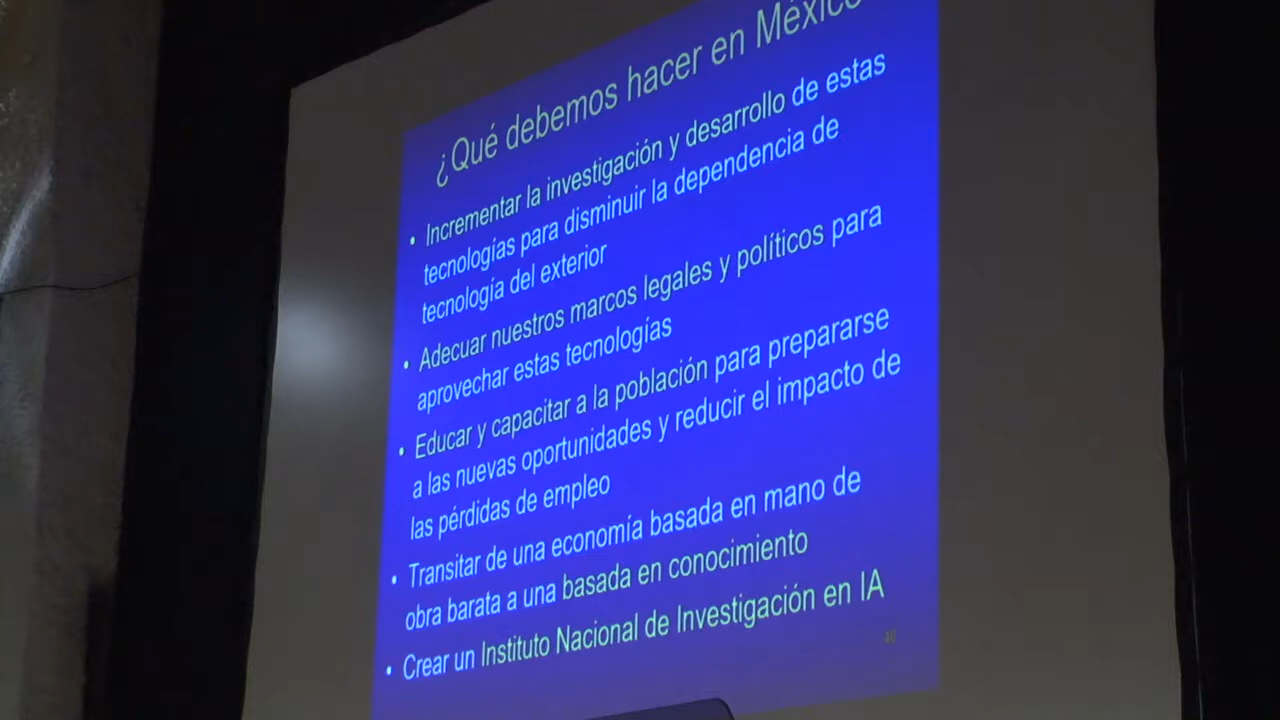 ¿Qué debemos hacer en México
• Incrementar la investigación y desarrollo de estas
tecnologías para disminuir la dependencia de
tecnología del exterior
• Adecuar nuestros marcos legales y políticos para
aprovechar estas tecnologías
• Educar y capacitar a la población para prepararse
a las nuevas oportunidades y reducir el impacto de
las pérdidas de empleo
• Transitar de una economía basada en mano de
obra barata a una basada en conocimiento
• Crear un Instituto Nacional de Investigación en IA